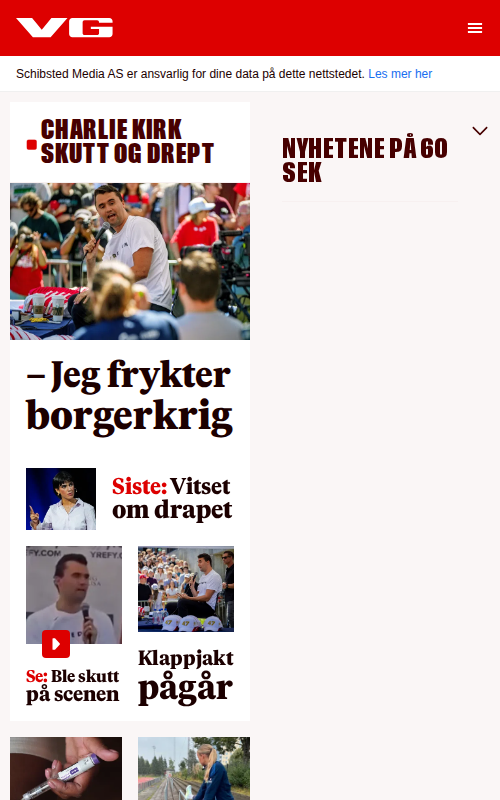 VG
Schibsted Media AS er ansvarlig for dine data på dette nettstedet. Les mer her
CHARLIE KIRK
SKUTT OG DREPT
– Jeg frykter
borgerkrig
Siste: Vitset
om drapet
YREFY.COM
Se: Ble skutt
på scenen
Klappjakt
pågår
NYHETENE PÅ 60
SEK